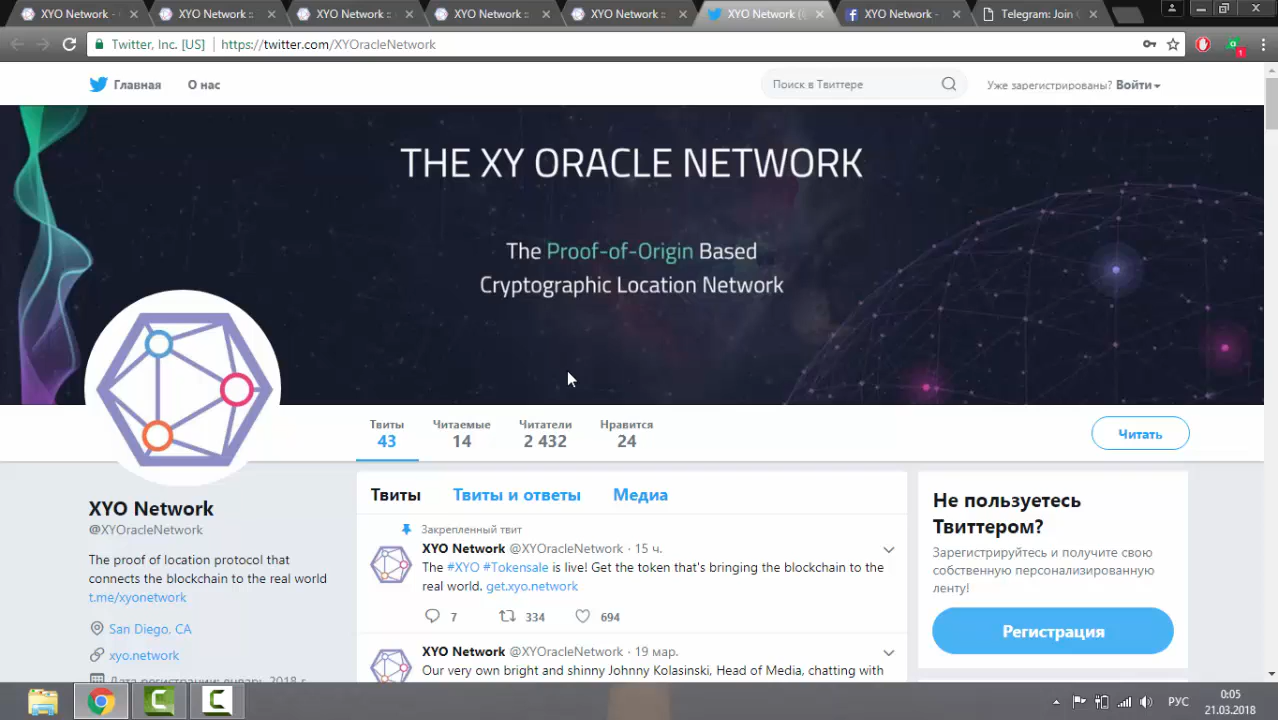 XYO Network ::
XYO Network ::
XYO Network ::
XYO Network ::
XYO Network ::
XYO Network ((
XYO Network -
Telegram: Join
Twitter, Inc. [US]
https://twitter.com/XYOracleNetwork
Главная
О нас
Поиск в Твиттере
Уже зарегистрированы? Войти
THE XY ORACLE NETWORK
The Proof-of-Origin Based
Cryptographic Location Network
Твиты
43
Читаемые
14
Читатели
2 432
Нравится
24
Читать
XYO Network
@XYOracleNetwork
The proof of location protocol that
connects the blockchain to the real world
t.me/xyonetwork
San Diego, CA
xyo.network
Дата регистрации: январь 2018 г.
Твиты
Твиты и ответы
Медиа
Закрепленный твит
XYO Network @XYOracleNetwork · 15 ч.
The #XYO #Tokensale is live! Get the token that's bringing the blockchain to the
real world. get.xyo.network
7
334
694
XYO Network @XYOracleNetwork · 19 мар.
Our very own bright and shinny Johnny Kolasinski, Head of Media, chatting with
Не пользуетесь
Твиттером?
Зарегистрируйтесь и получите свою
собственную персонализированную
ленту!
Регистрация
РУС
0:05
21.03.2018